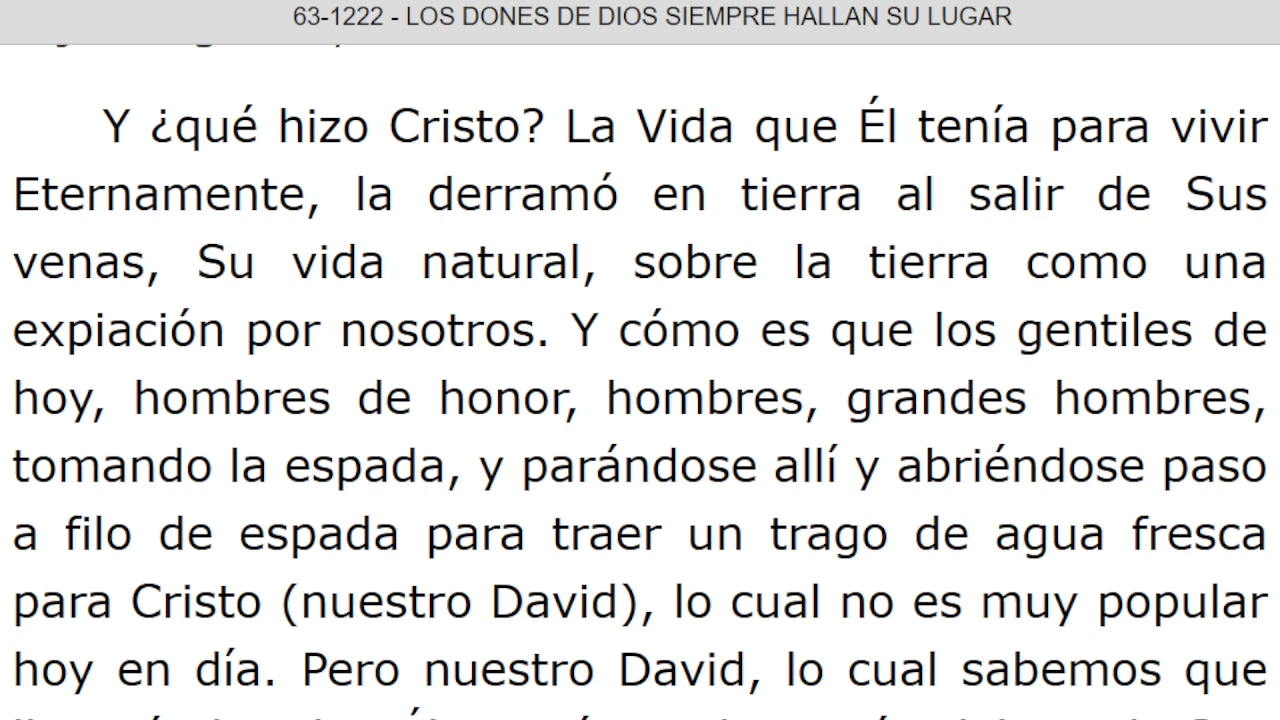 63-1222 - LOS DONES DE DIOS SIEMPRE HALLAN SU LUGAR
Y ¿qué hizo Cristo? La Vida que Él tenía para vivir
Eternamente, la derramó en tierra al salir de Sus
venas, Su vida natural, sobre la tierra como una
expiación por nosotros. Y cómo es que los gentiles de
hoy, hombres de honor, hombres, grandes hombres,
tomando la espada, y parándose allí y abriéndose paso
a filo de espada para traer un trago de agua fresca
para Cristo (nuestro David), lo cual no es muy popular
hoy en día. Pero nuestro David, lo cual sabemos que